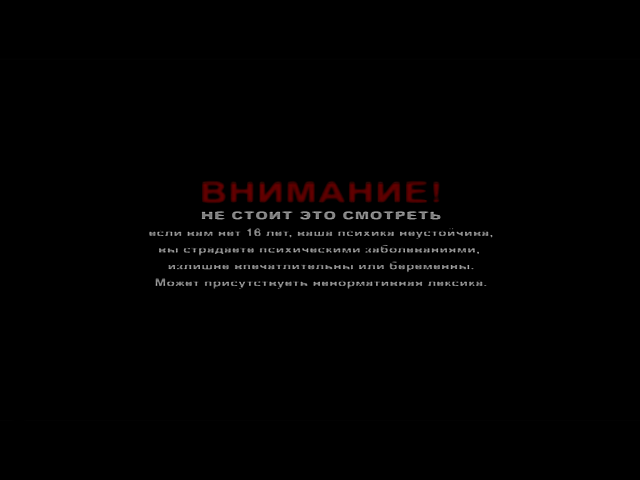 ВНИМАНИЕ!
НЕ СТОИТ ЭТО СМОТРЕТЬ
если вам нет 16 лет, ваша психика неустойчива,
вы страдаете психическими заболеваниями,
излишне впечатлительны или беременны.
Может присутствует ненормативная лексика.